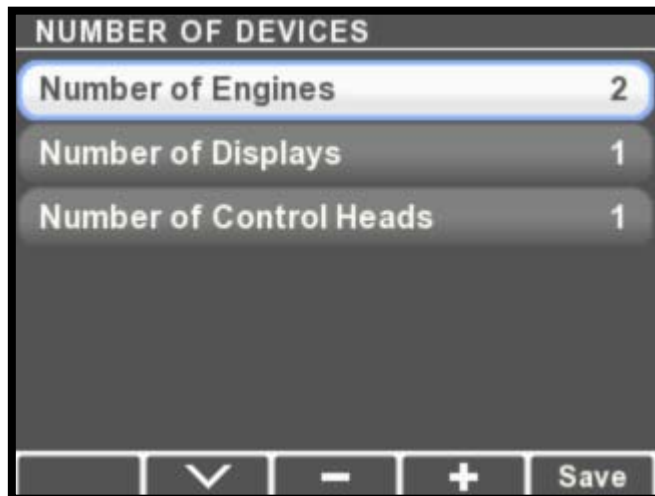 NUMBER OF DEVICES
Number of Engines 2
Number of Displays 1
Number of Control Heads 1
− + Save